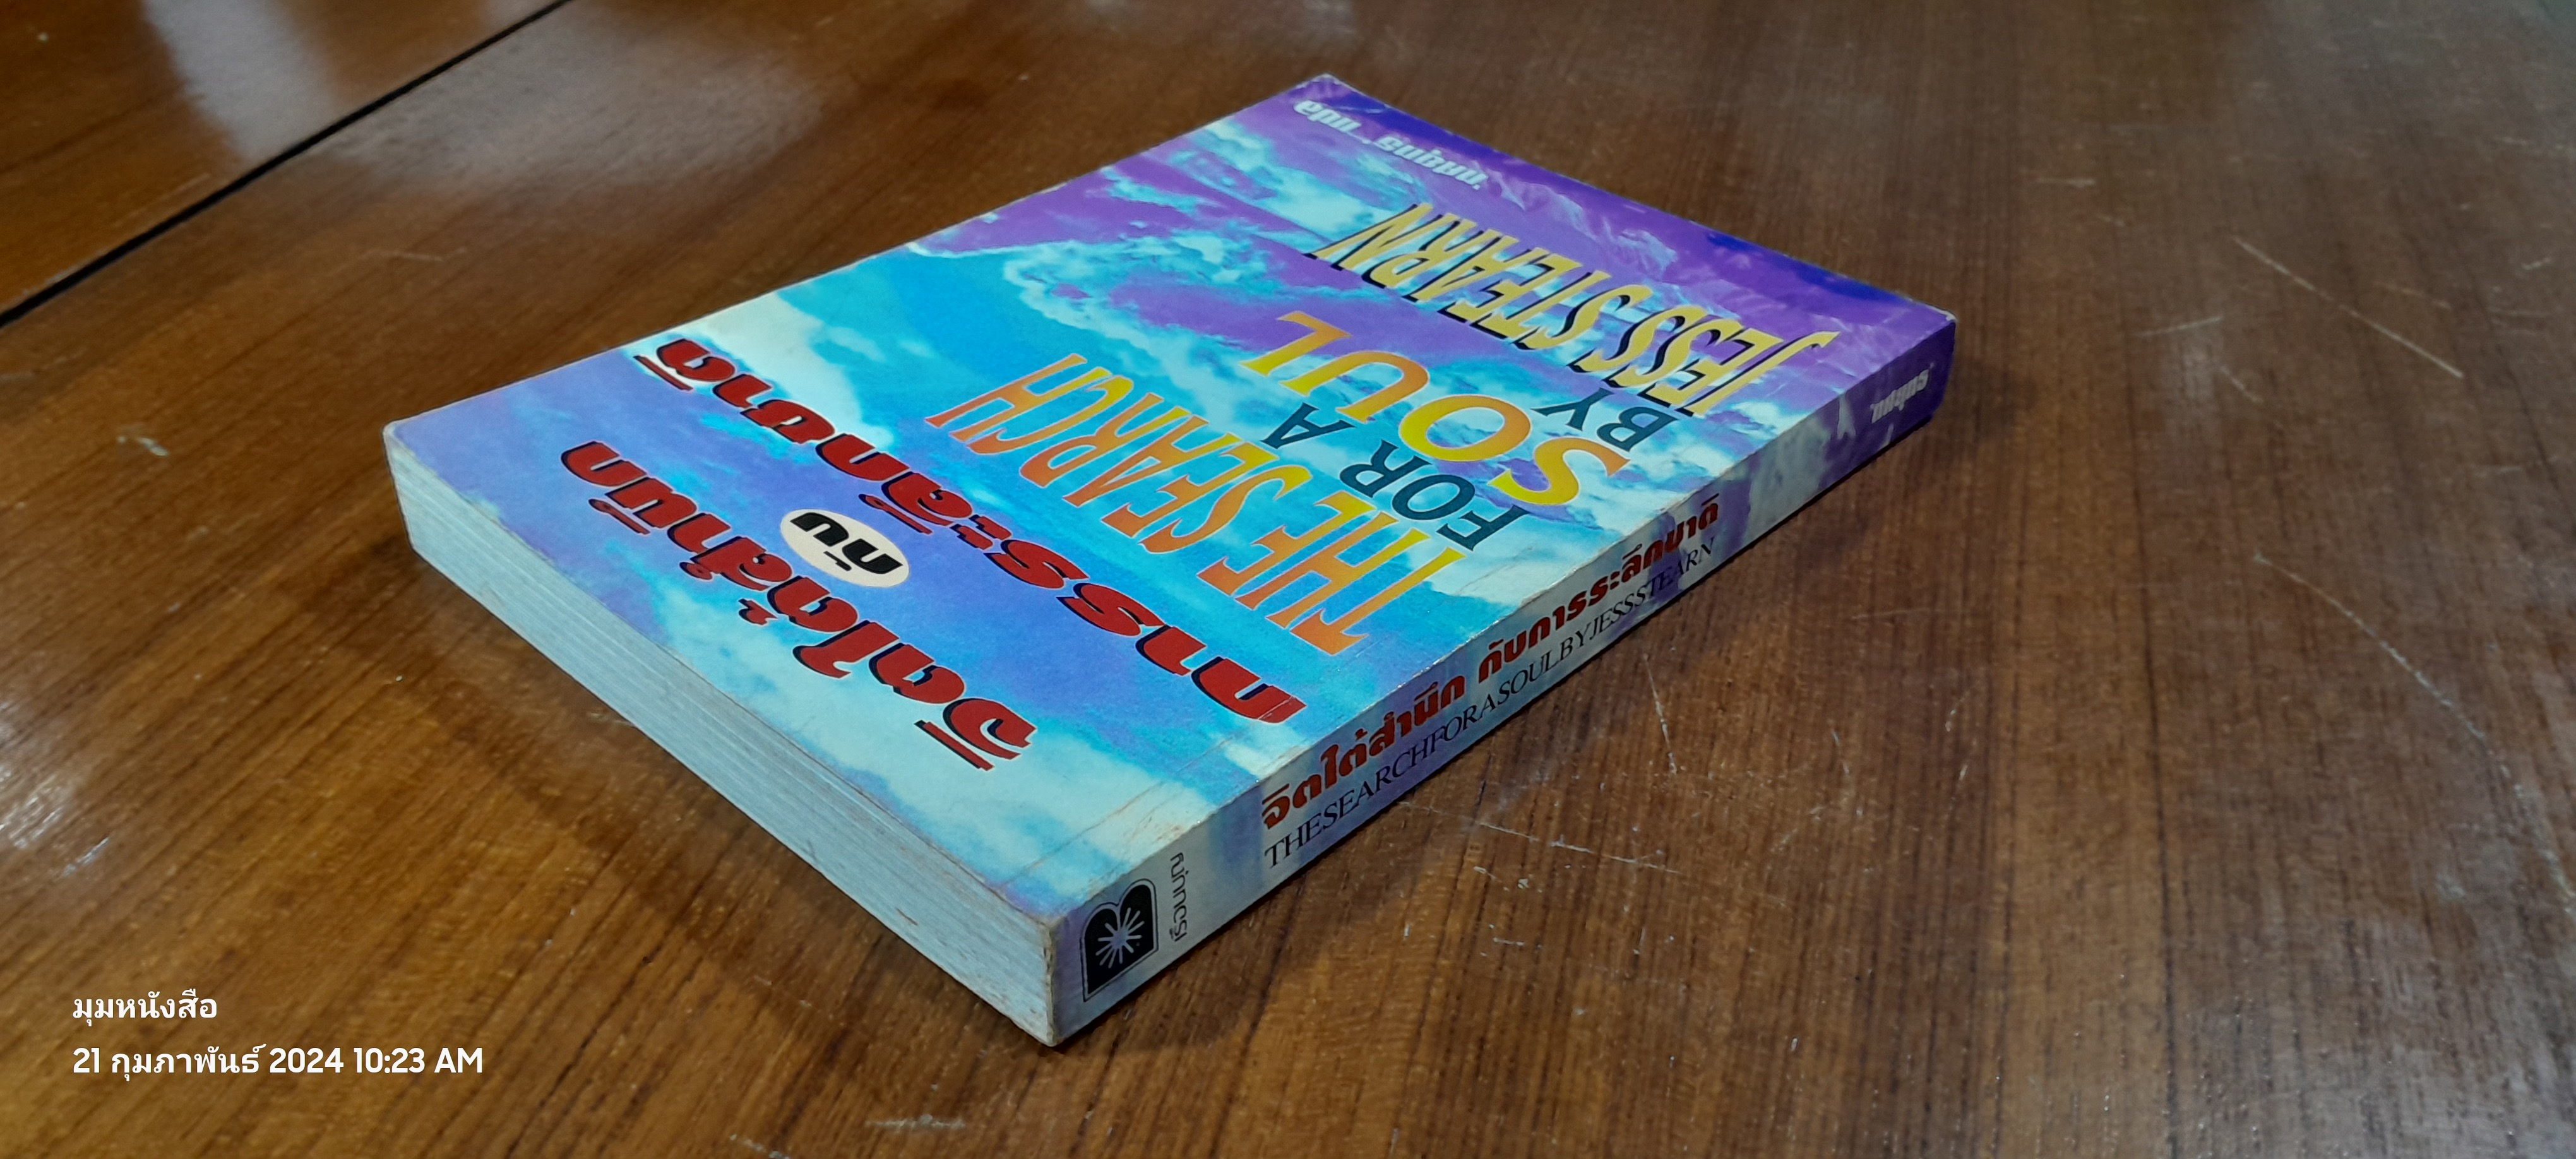 จิตใต้สำนึก
กับ
การระลึกชาติ
THE SEARCH
FOR A
SOUL
BY
JESS STEARN
จิตใต้สำนึก กับการระลึกชาติ
THESEARCHFORASOULBYJESSSTEARN
มุมหนังสือ
21 กุมภาพันธ์ 2024 10:23 AM